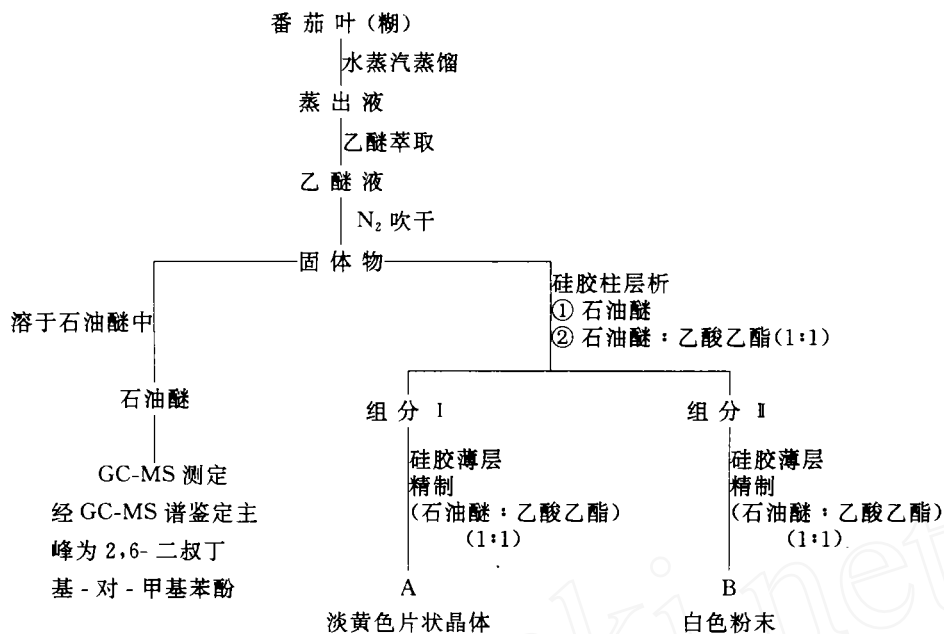 番茄叶(糊)
水蒸汽蒸馏
蒸出液
乙醚萃取
乙醚液
N₂ 吹干
固体物
溶于石油醚中
石油醚
GC-MS 测定
经 GC-MS 谱鉴定主
峰为 2,6- 二叔丁
基 - 对 - 甲基苯酚
硅胶柱层析
① 石油醚
② 石油醚:乙酸乙酯(1:1)
组分 Ⅰ
硅胶薄层
精制
(石油醚:乙酸乙酯)
(1:1)
A
淡黄色片状晶体
组分 Ⅱ
硅胶薄层
精制
(石油醚:乙酸乙酯)
(1:1)
B
白色粉末